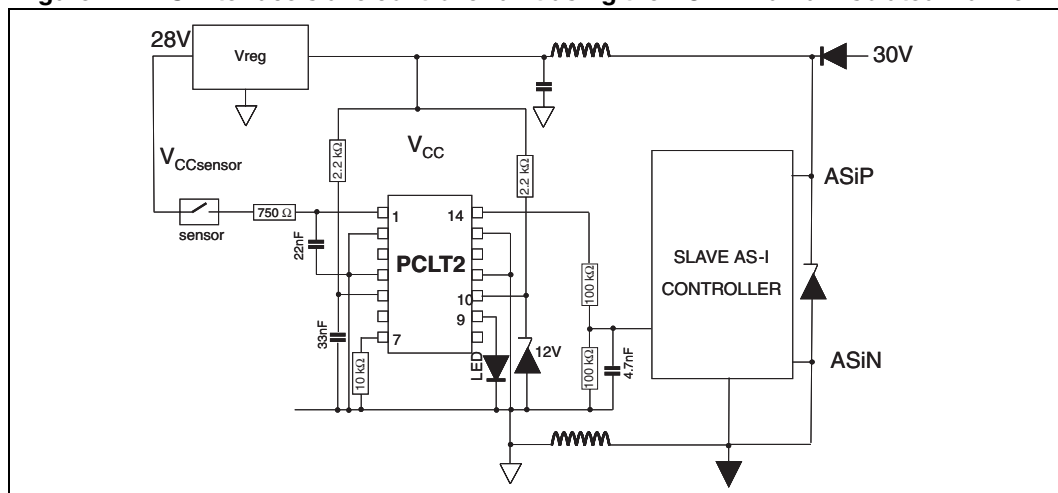 28V
Vreg
30V
VCCsensor
VCC
2.2 kΩ
2.2 kΩ
ASiP
750 Ω
1
14
sensor
22nF
PCLT2
SLAVE AS-I
CONTROLLER
100 kΩ
10
9
33nF
7
12V
10 kΩ
LED
100 kΩ
4.7nF
ASiN